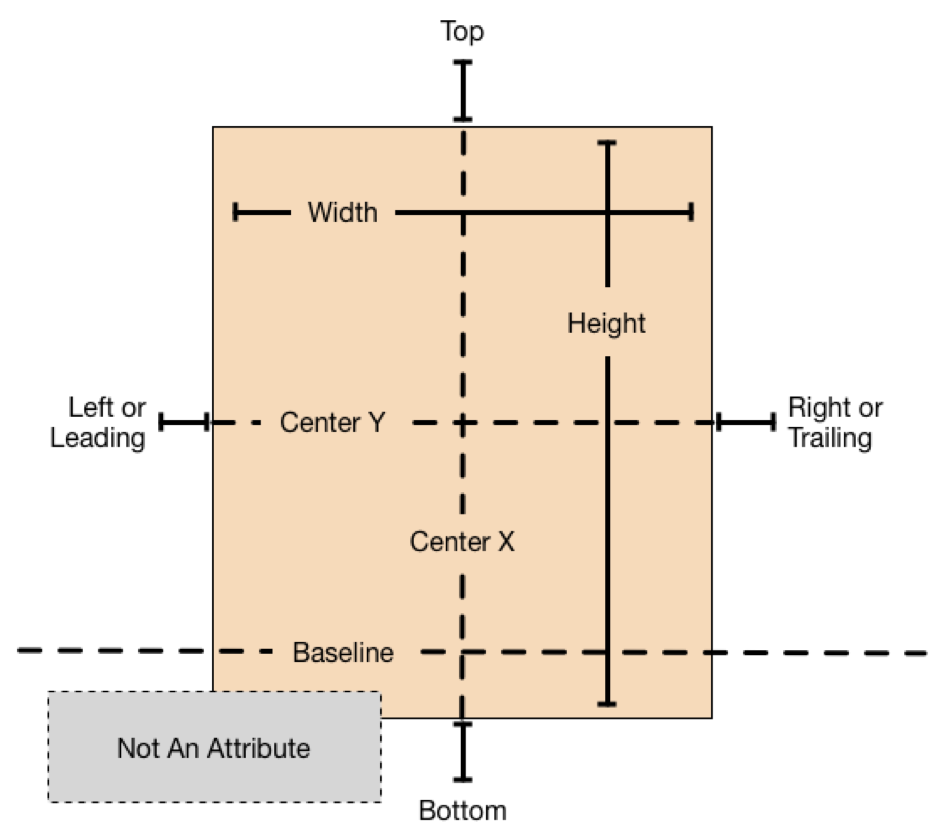 Top
Width
Height
Left or
Leading
Center Y
Right or
Trailing
Center X
Baseline
Not An Attribute
Bottom